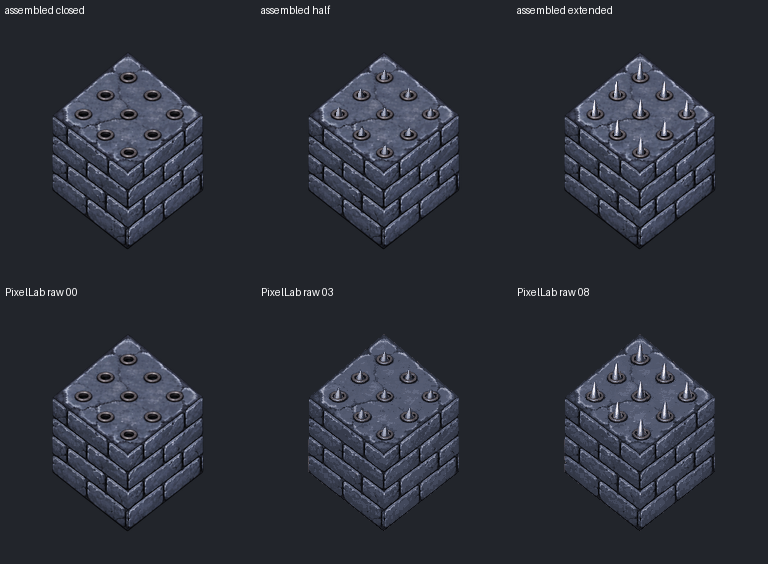 assembled closed
assembled half
assembled extended
PixelLab raw 00
PixelLab raw 03
PixelLab raw 08